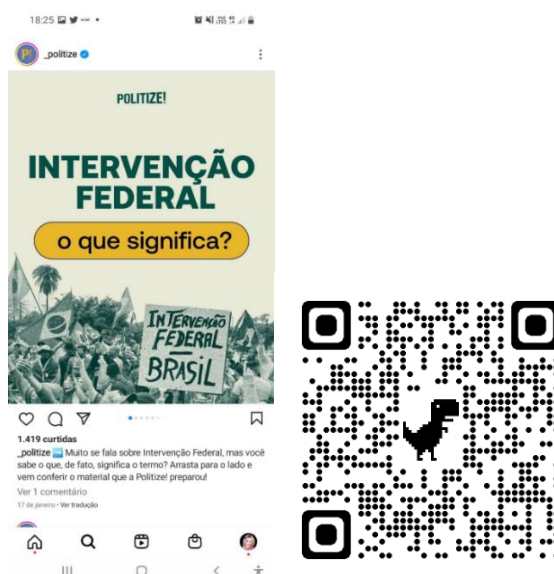 18:25
_politize
POLITIZE!
INTERVENÇÃO
FEDERAL
o que significa?
INTERVENÇÃO
FEDERAL
BRASIL
1.419 curtidas
_politize Muito se fala sobre Intervenção Federal, mas você
sabe o que, de fato, significa o termo? Arrasta para o lado e
vem conferir o material que a Politize! preparou!
Ver 1 comentário
17 de janeiro · Ver tradução